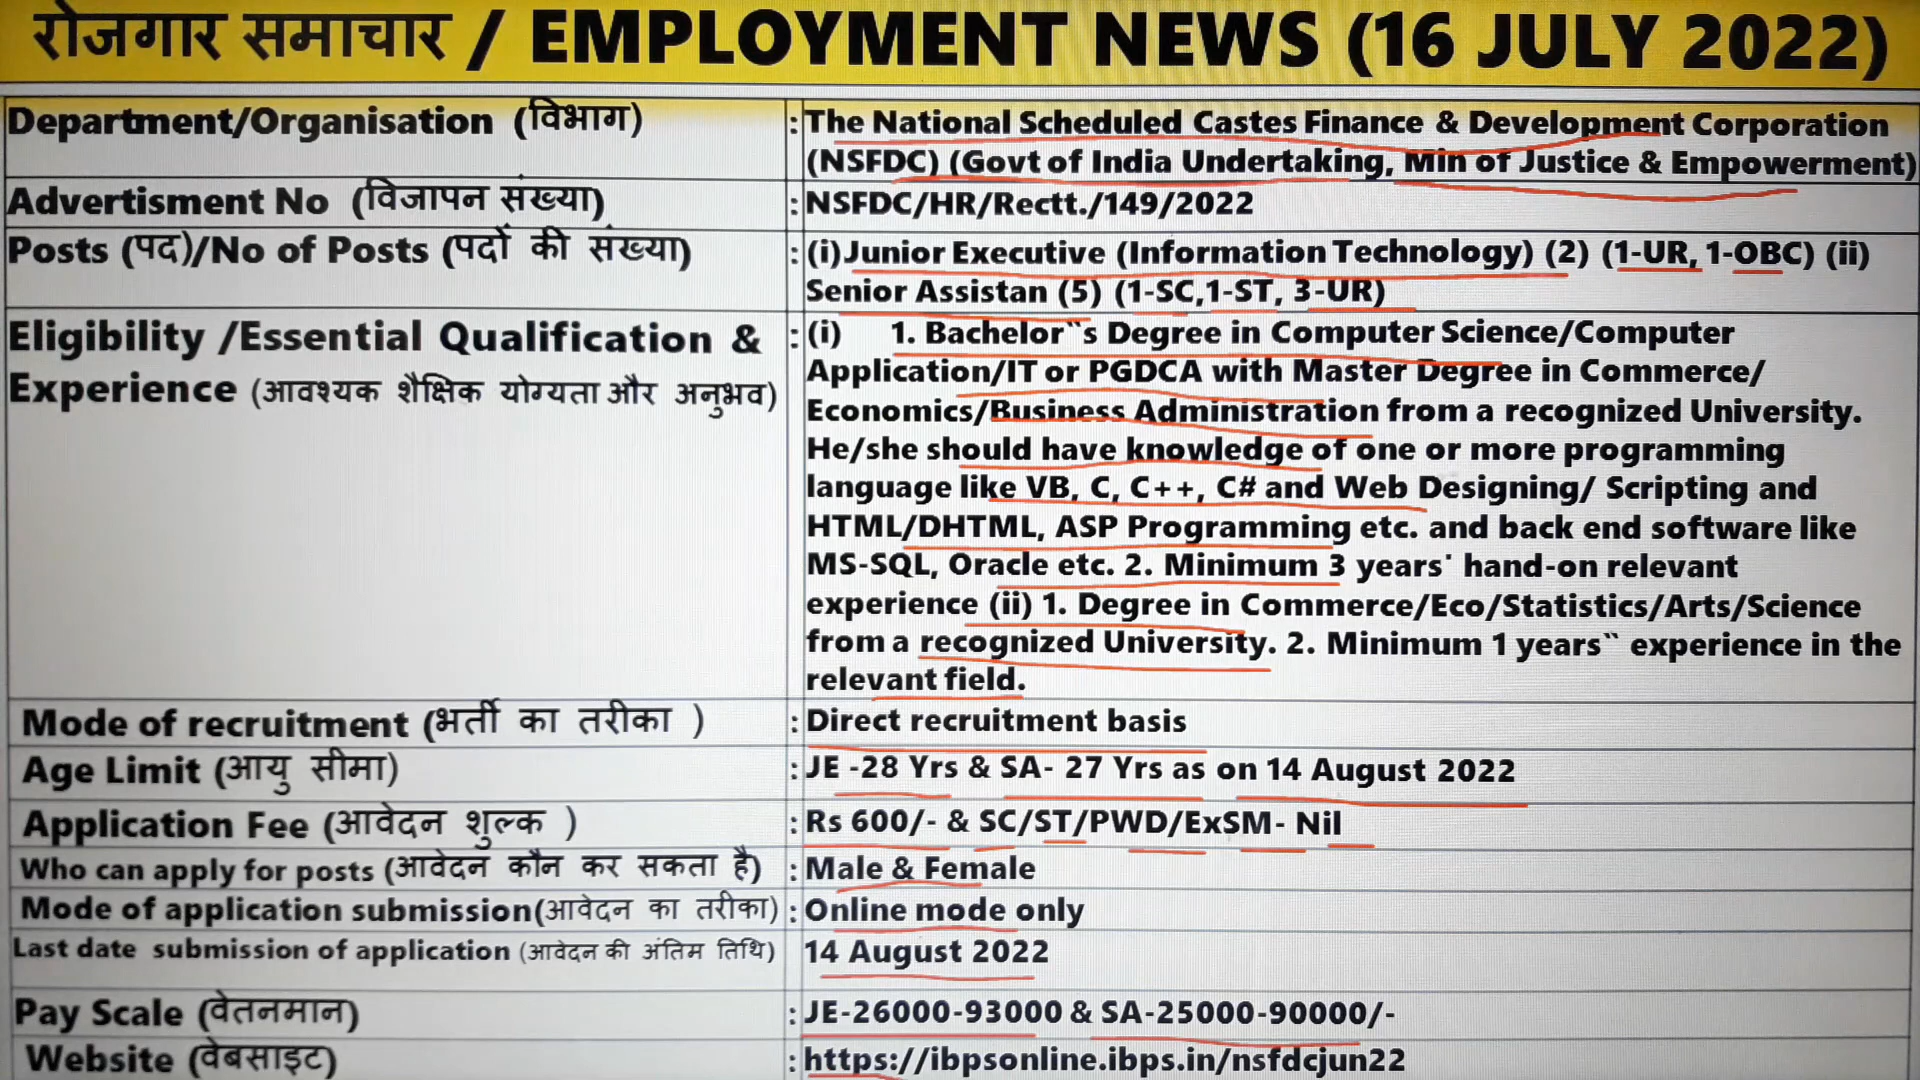 रोजगार समाचार / EMPLOYMENT NEWS (16 JULY 2022)
Department/Organisation (विभाग) : The National Scheduled Castes Finance & Development Corporation
(NSFDC) (Govt of India Undertaking, Min of Justice & Empowerment)
Advertisment No (विजापन संख्या) : NSFDC/HR/Rectt./149/2022
Posts (पद)/No of Posts (पदों की संख्या) : (i)Junior Executive (Information Technology) (2) (1-UR, 1-OBC) (ii)
Senior Assistan (5) (1-SC,1-ST, 3-UR)
Eligibility /Essential Qualification & : (i) 1. Bachelor‟s Degree in Computer Science/Computer
Experience (आवश्यक शैक्षिक योग्यता और अनुभव) Application/IT or PGDCA with Master Degree in Commerce/
Economics/Business Administration from a recognized University.
He/she should have knowledge of one or more programming
language like VB, C, C++, C# and Web Designing/ Scripting and
HTML/DHTML, ASP Programming etc. and back end software like
MS-SQL, Oracle etc. 2. Minimum 3 years' hand-on relevant
experience (ii) 1. Degree in Commerce/Eco/Statistics/Arts/Science
from a recognized University. 2. Minimum 1 years‟ experience in the
relevant field.
Mode of recruitment (भर्ती का तरीका ) : Direct recruitment basis
Age Limit (आयु सीमा) : JE -28 Yrs & SA- 27 Yrs as on 14 August 2022
Application Fee (आवेदन शुल्क ) : Rs 600/- & SC/ST/PWD/ExSM- Nil
Who can apply for posts (आवेदन कौन कर सकता है) : Male & Female
Mode of application submission(आवेदन का तरीका) : Online mode only
Last date submission of application (आवेदन की अंतिम तिथि) 14 August 2022
Pay Scale (वेतनमान) : JE-26000-93000 & SA-25000-90000/-
Website (वेबसाइट) : https://ibpsonline.ibps.in/nsfdcjun22